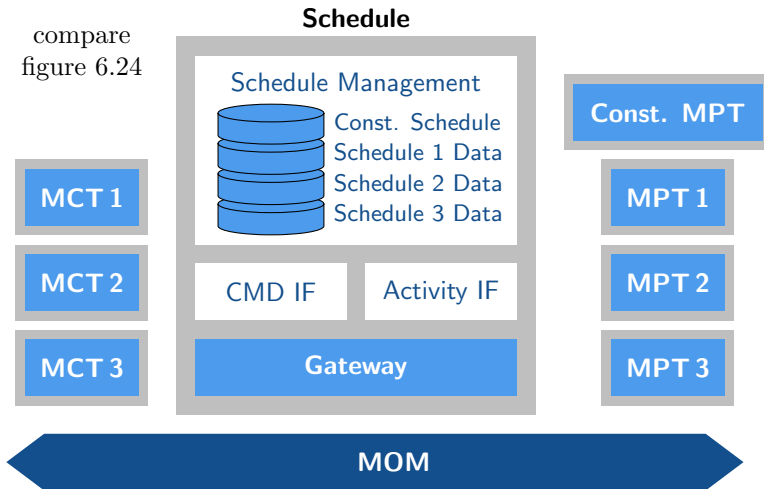 Schedule
compare
figure 6.24
Schedule Management
Const. Schedule
Schedule 1 Data
Schedule 2 Data
Schedule 3 Data
Const. MPT
MCT 1
MPT 1
MCT 2
MPT 2
CMD IF
Activity IF
MCT 3
Gateway
MPT 3
MOM